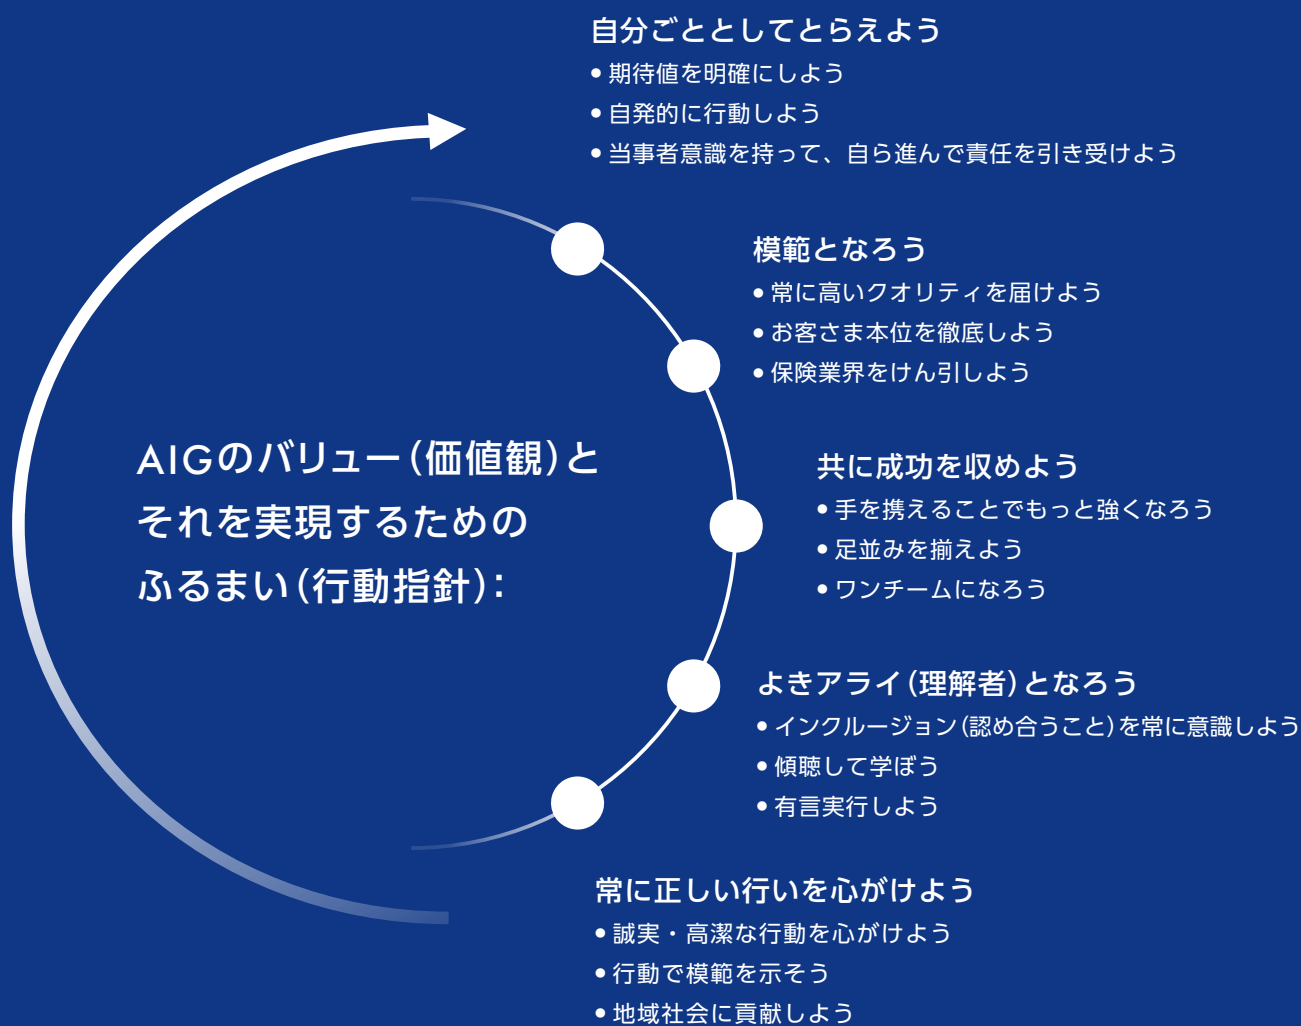 自分ごととしてとらえよう
• 期待値を明確にしよう
• 自発的に行動しよう
• 当事者意識を持って、自ら進んで責任を引き受けよう
模範となろう
• 常に高いクオリティを届けよう
• お客さま本位を徹底しよう
• 保険業界をけん引しよう
AIGのバリュー（価値観）と
それを実現するための
ふるまい（行動指針）：
共に成功を収めよう
• 手を携えることでもっと強くなろう
• 足並みを揃えよう
• ワンチームになろう
よきアライ（理解者）となろう
• インクルージョン（認め合うこと）を常に意識しよう
• 傾聴して学ぼう
• 有言実行しよう
常に正しい行いを心がけよう
• 誠実・高潔な行動を心がけよう
• 行動で模範を示そう
• 地域社会に貢献しよう